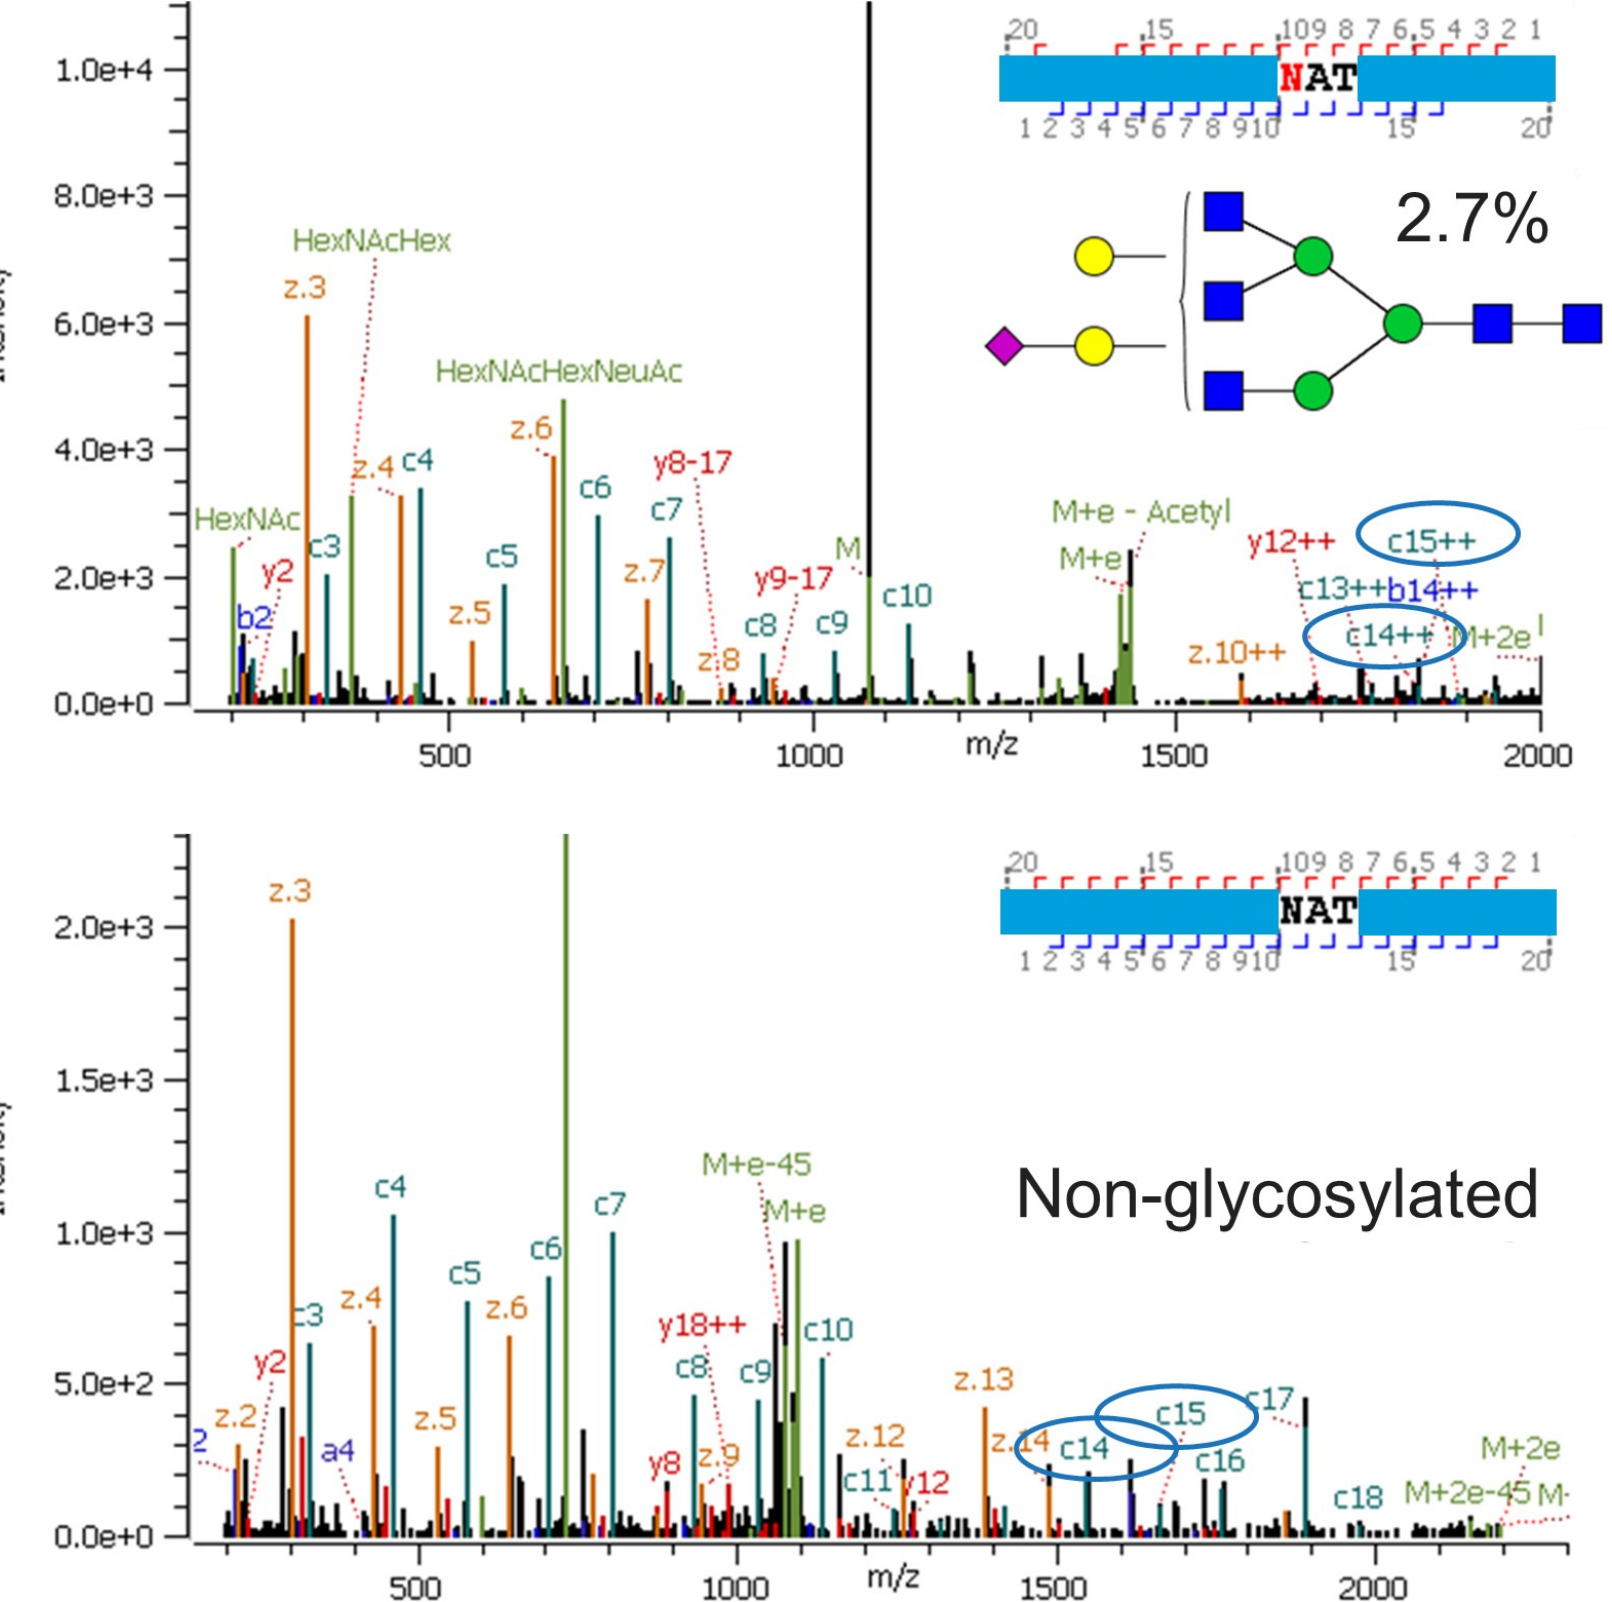 20 15 109 8 7 6 5 4 3 2 1
NAT
1 2 3 4 5 6 7 8 9 10 15 20
1.0e+4
8.0e+3
6.0e+3
4.0e+3
2.0e+3
0.0e+0
2.7%
HexNAcHex
z.3
HexNAcHexNeuAc
z.6
z.4
c4
y8-17
c6
c7
HexNAc
c3
y2
b2
c5
z.5
z.7
y9-17
M
c8
c9
c10
z.8
M+e - Acetyl
M+e
y12++
c15++
c13++
b14++
c14++
M+2e
z.10++
500
1000
m/z
1500
2000
20 15 109 8 7 6 5 4 3 2 1
NAT
1 2 3 4 5 6 7 8 9 10 15 20
2.0e+3
1.5e+3
1.0e+3
5.0e+2
0.0e+0
Non-glycosylated
z.3
c4
M+e-45
M+e
c7
c6
c5
z.4
z.6
c3
y18++
c10
y2
c8
c9
z.13
c15
c17
z.2
z.5
2
a4
y8
z.9
z.12
z.14
c14
c16
c11
y12
c18
M+2e
M+2e-45
M-
500
1000
m/z
1500
2000